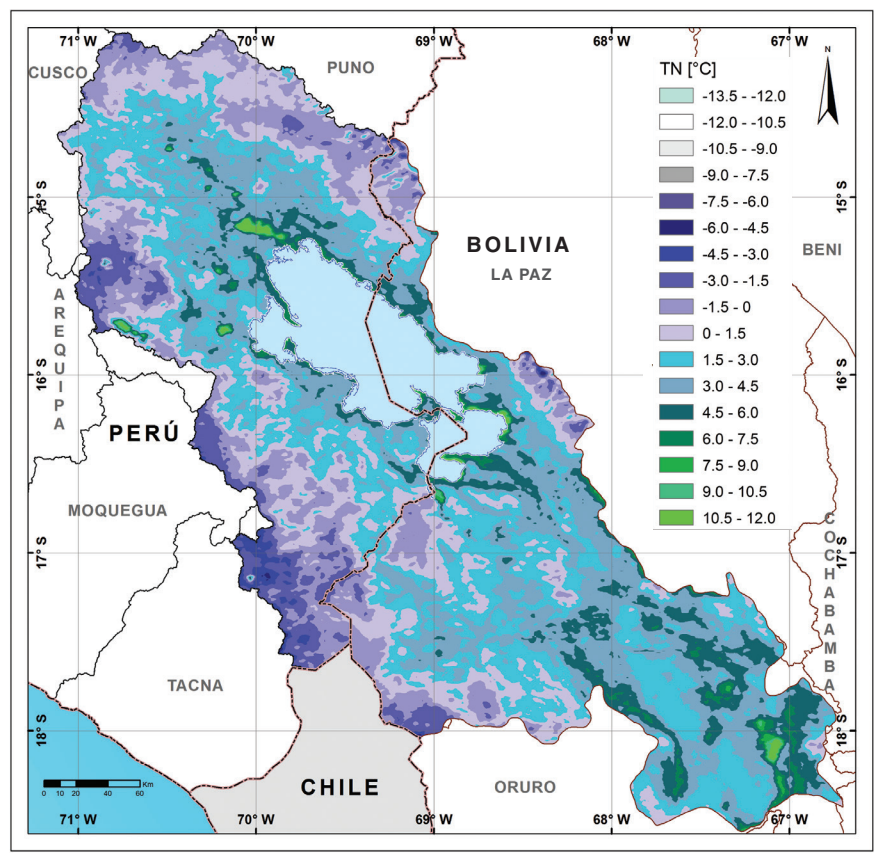 71° W 70° W 69° W 68° W 67° W
CUSCO
PUNO
N
TN [°C]
-13.5 - -12.0
-12.0 - -10.5
-10.5 - -9.0
-9.0 - -7.5
-7.5 - -6.0
-6.0 - -4.5
-4.5 - -3.0
-3.0 - -1.5
-1.5 - 0
0 - 1.5
1.5 - 3.0
3.0 - 4.5
4.5 - 6.0
6.0 - 7.5
7.5 - 9.0
9.0 - 10.5
10.5 - 12.0
15°S
15°S
BOLIVIA
LA PAZ
BENI
AREQUIPA
16°S
16°S
PERÚ
MOQUEGUA
COCHABAMBA
17°S
17°S
TACNA
18°S
18°S
CHILE
ORURO
0 10 20 40 60
Km
71° W 70° W 69° W 68° W 67° W